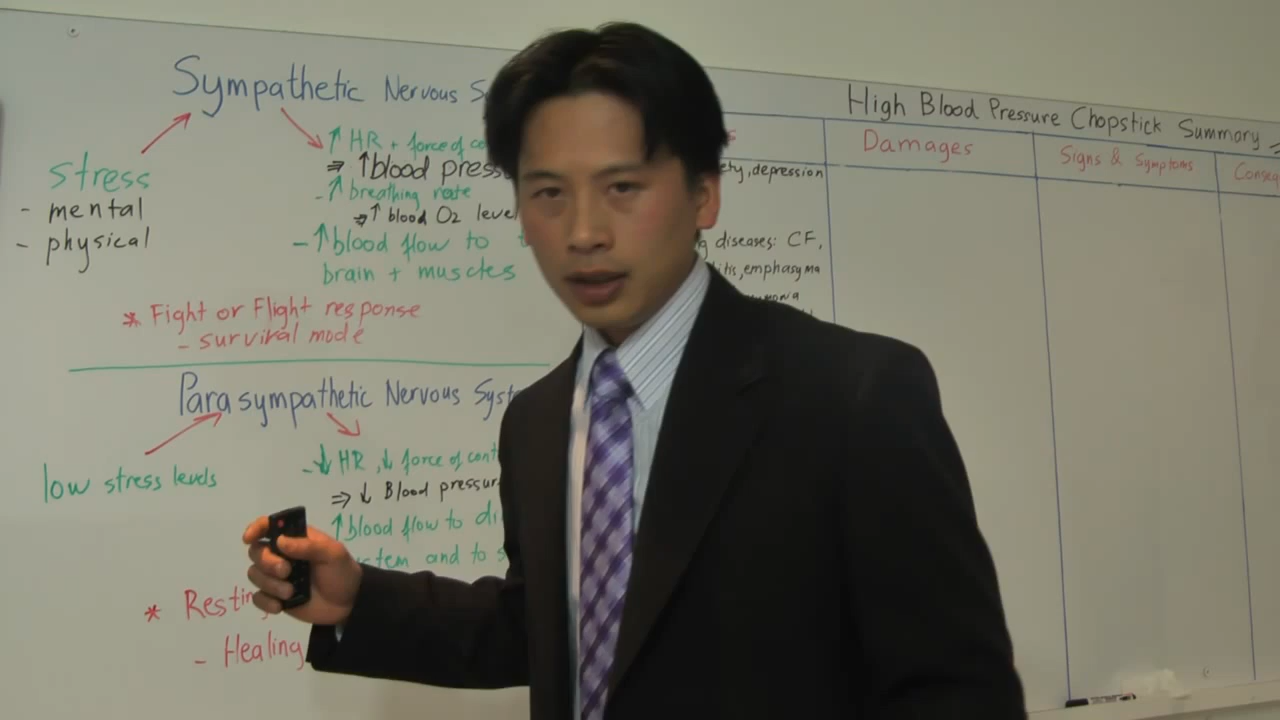 Sympathetic Nervous S
stress
- mental
- physical
↑ HR + force of co
⇒ ↑blood press
- ↑ breathing rate
⇒↑ blood O2 level
- ↑blood flow to
brain + muscles
* Fight or Flight response
- survival mode
Parasympathetic Nervous Syst
low stress levels
- ↓ HR, ↓ force of cont
⇒ ↓ Blood pressur
↑blood flow to di
stem and to s
* Restin
- Healing
High Blood Pressure Chopstick Summary
Damages
Signs & Symptoms
Conseq
ety, depression
g diseases: CF,
itis, emphasyma